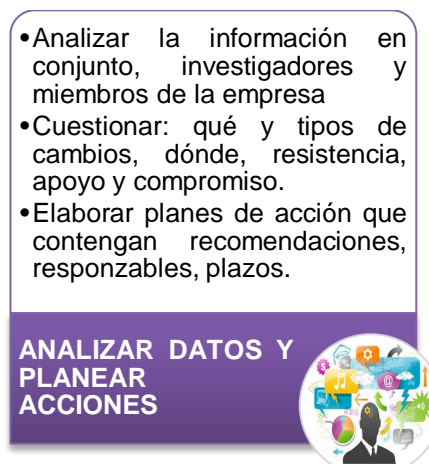 •Analizar la información en
conjunto, investigadores y
miembros de la empresa
•Cuestionar: qué y tipos de
cambios, dónde, resistencia,
apoyo y compromiso.
•Elaborar planes de acción que
contengan recomendaciones,
responzables, plazos.
ANALIZAR DATOS Y
PLANEAR
ACCIONES
@